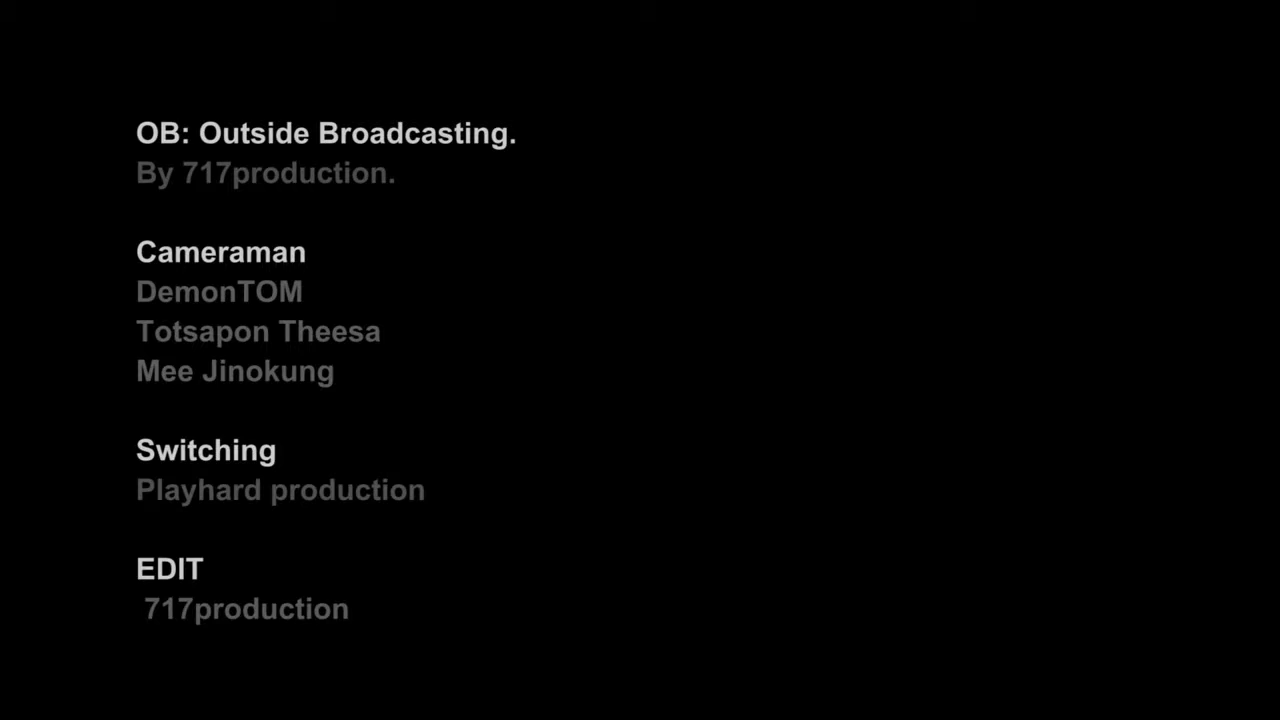 OB: Outside Broadcasting.
By 717production.
Cameraman
DemonTOM
Totsapon Theesa
Mee Jinokung
Switching
Playhard production
EDIT
717production